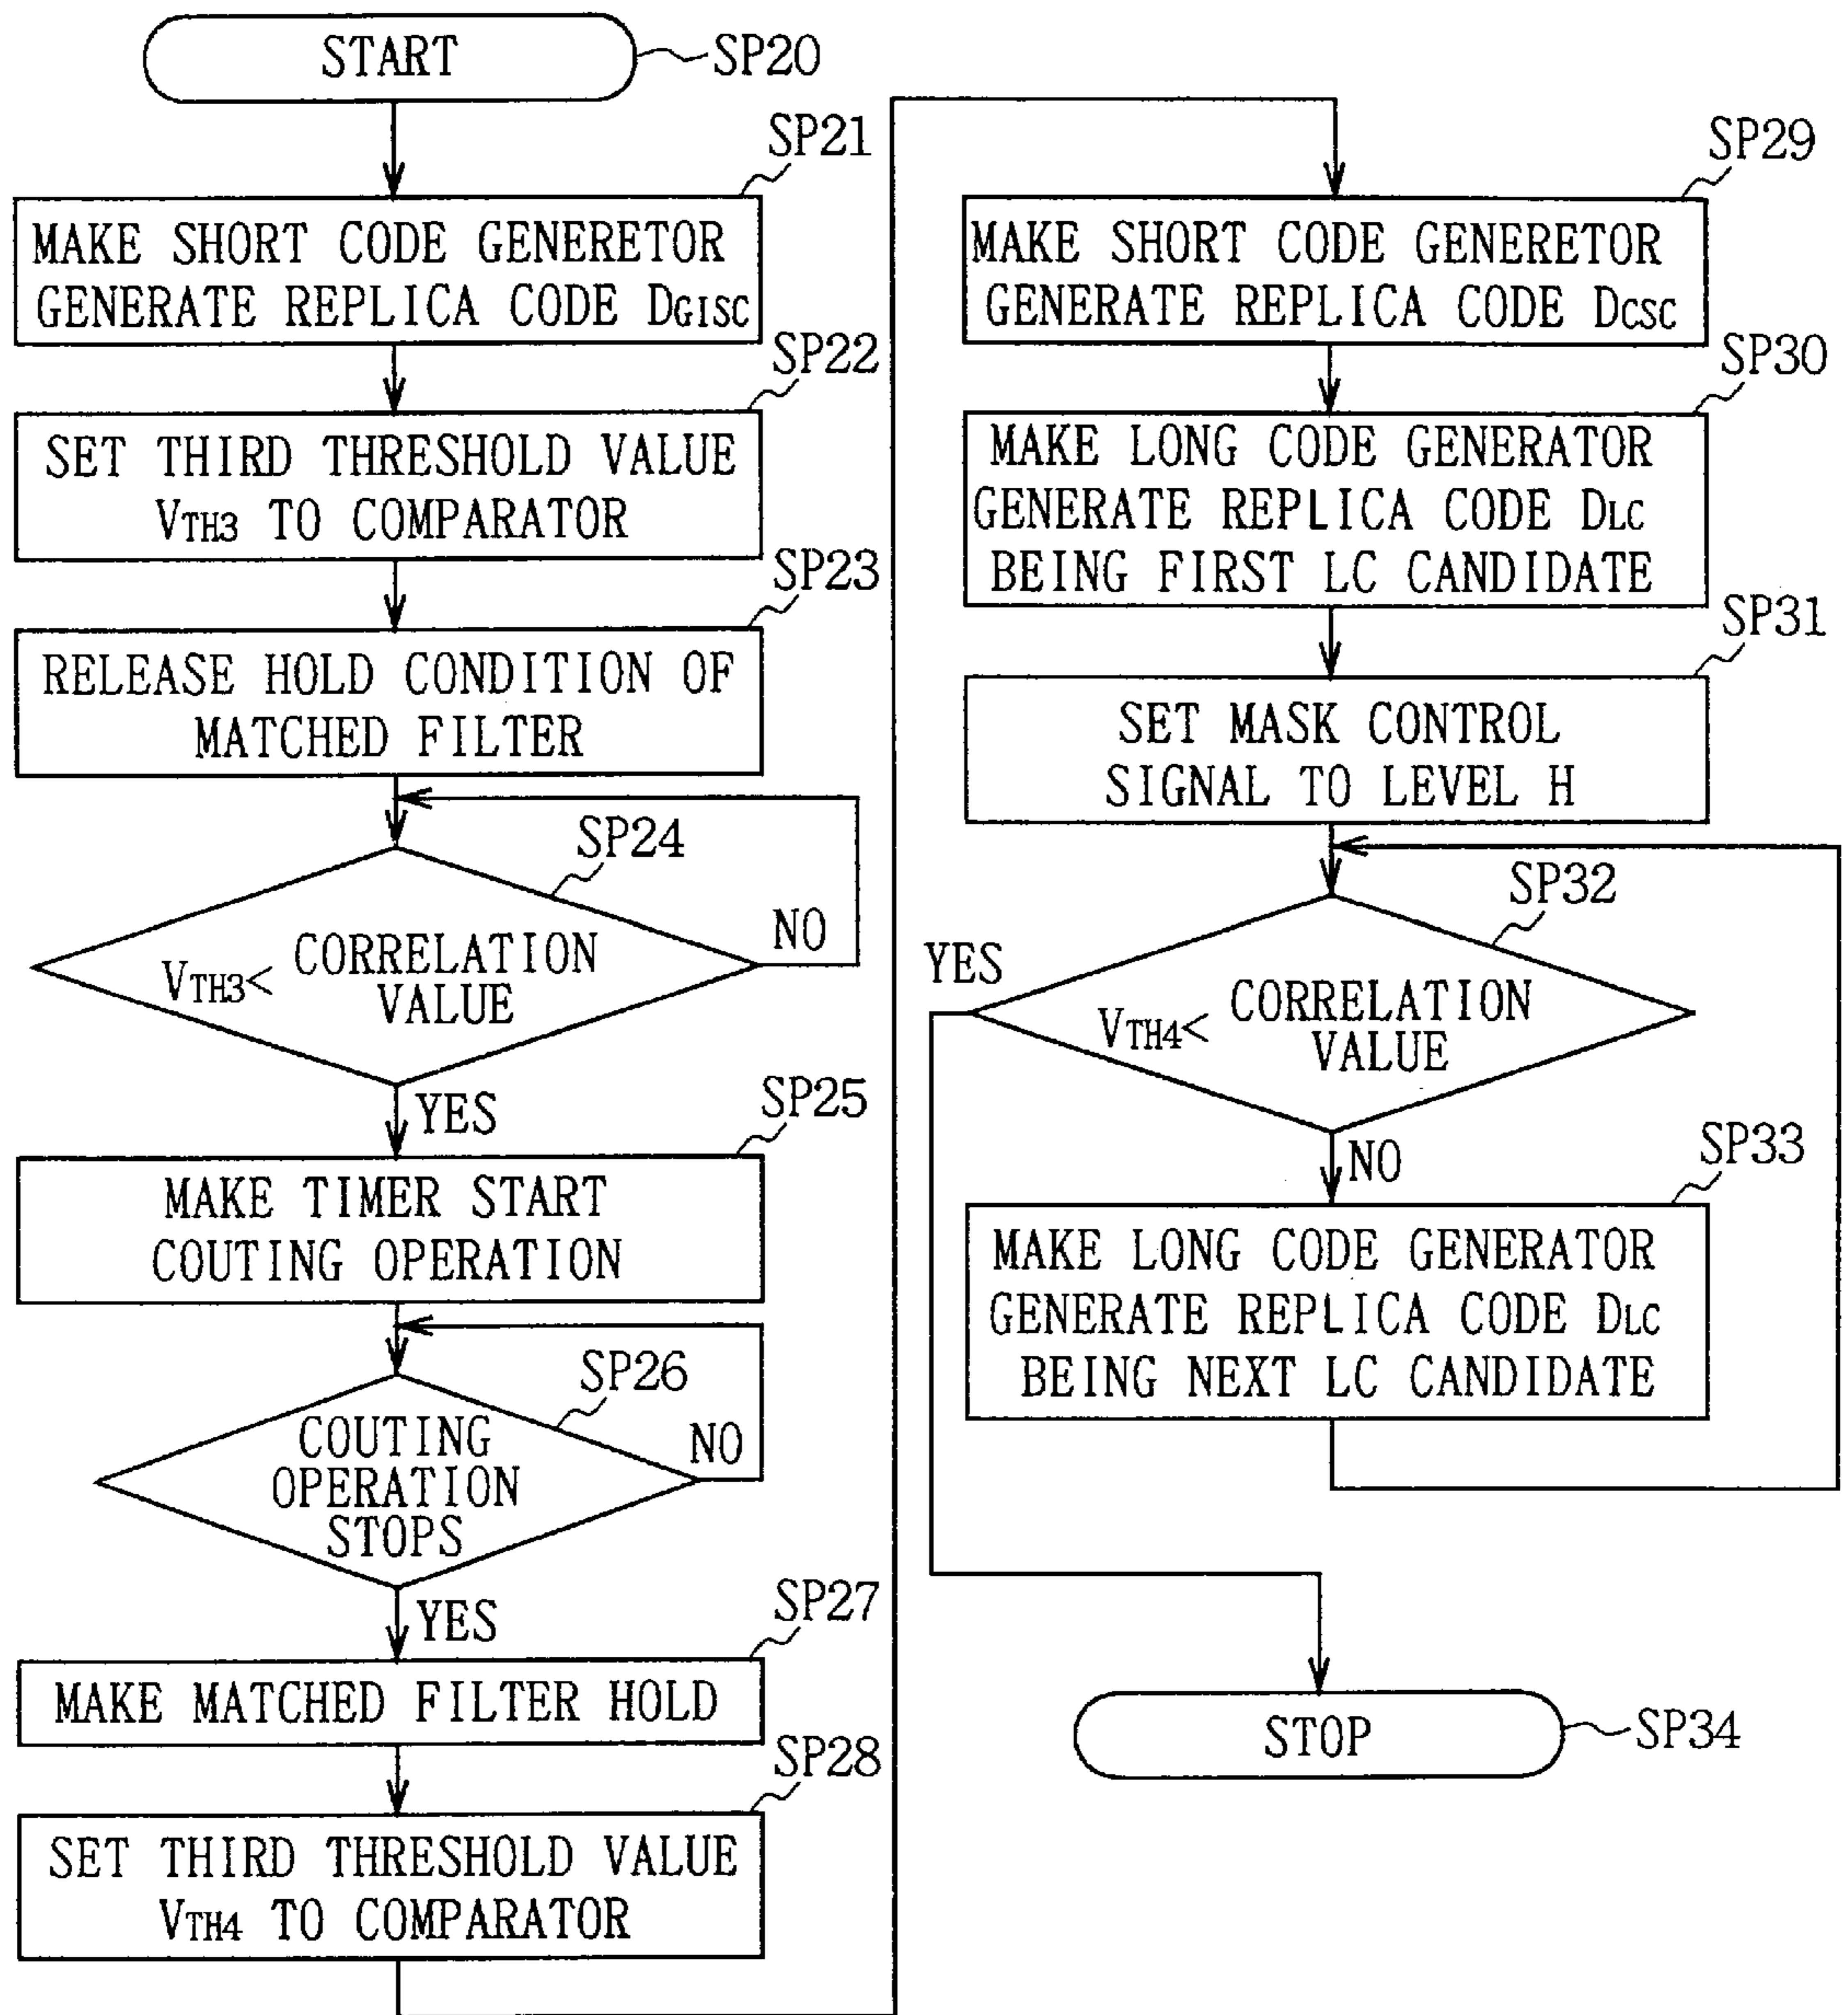 START
SP20
SP21
MAKE SHORT CODE GENERETOR
GENERATE REPLICA CODE DGISC
SP22
SET THIRD THRESHOLD VALUE
VTH3 TO COMPARATOR
SP23
RELEASE HOLD CONDITION OF
MATCHED FILTER
SP24
VTH3< CORRELATION
VALUE
NO
YES
SP25
MAKE TIMER START
COUTING OPERATION
SP26
COUTING
OPERATION
STOPS
NO
YES
SP27
MAKE MATCHED FILTER HOLD
SP28
SET THIRD THRESHOLD VALUE
VTH4 TO COMPARATOR
SP29
MAKE SHORT CODE GENERETOR
GENERATE REPLICA CODE DCSC
SP30
MAKE LONG CODE GENERATOR
GENERATE REPLICA CODE DLC
BEING FIRST LC CANDIDATE
SP31
SET MASK CONTROL
SIGNAL TO LEVEL H
SP32
YES
VTH4< CORRELATION
VALUE
NO
SP33
MAKE LONG CODE GENERATOR
GENERATE REPLICA CODE DLC
BEING NEXT LC CANDIDATE
STOP
SP34